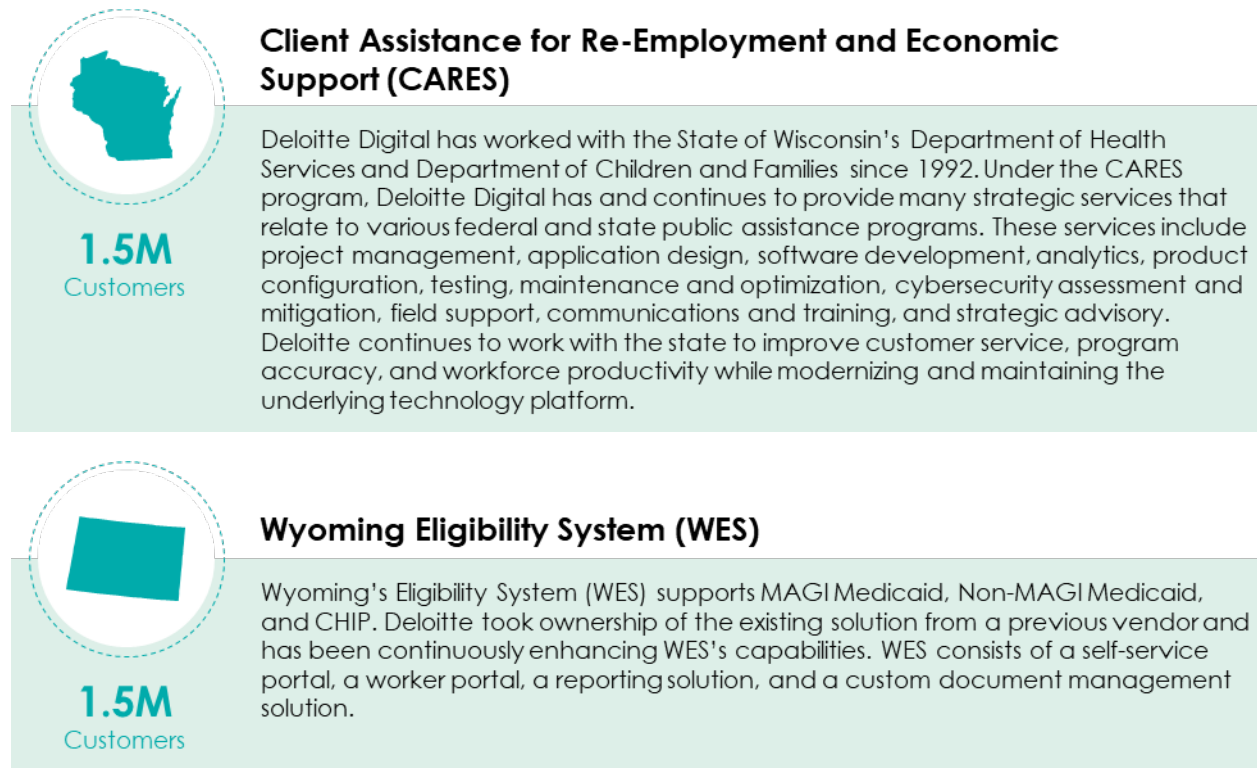 Client Assistance for Re-Employment and Economic
Support (CARES)
Deloitte Digital has worked with the State of Wisconsin's Department of Health
Services and Department of Children and Families since 1992. Under the CARES
program, Deloitte Digital has and continues to provide many strategic services that
relate to various federal and state public assistance programs. These services include
project management, application design, software development, analytics, product
configuration, testing, maintenance and optimization, cybersecurity assessment and
mitigation, field support, communications and training, and strategic advisory.
Deloitte continues to work with the state to improve customer service, program
accuracy, and workforce productivity while modernizing and maintaining the
underlying technology platform.
1.5M
Customers
Wyoming Eligibility System (WES)
Wyoming's Eligibility System (WES) supports MAGI Medicaid, Non-MAGI Medicaid,
and CHIP. Deloitte took ownership of the existing solution from a previous vendor and
has been continuously enhancing WES's capabilities. WES consists of a self-service
portal, a worker portal, a reporting solution, and a custom document management
solution.
1.5M
Customers